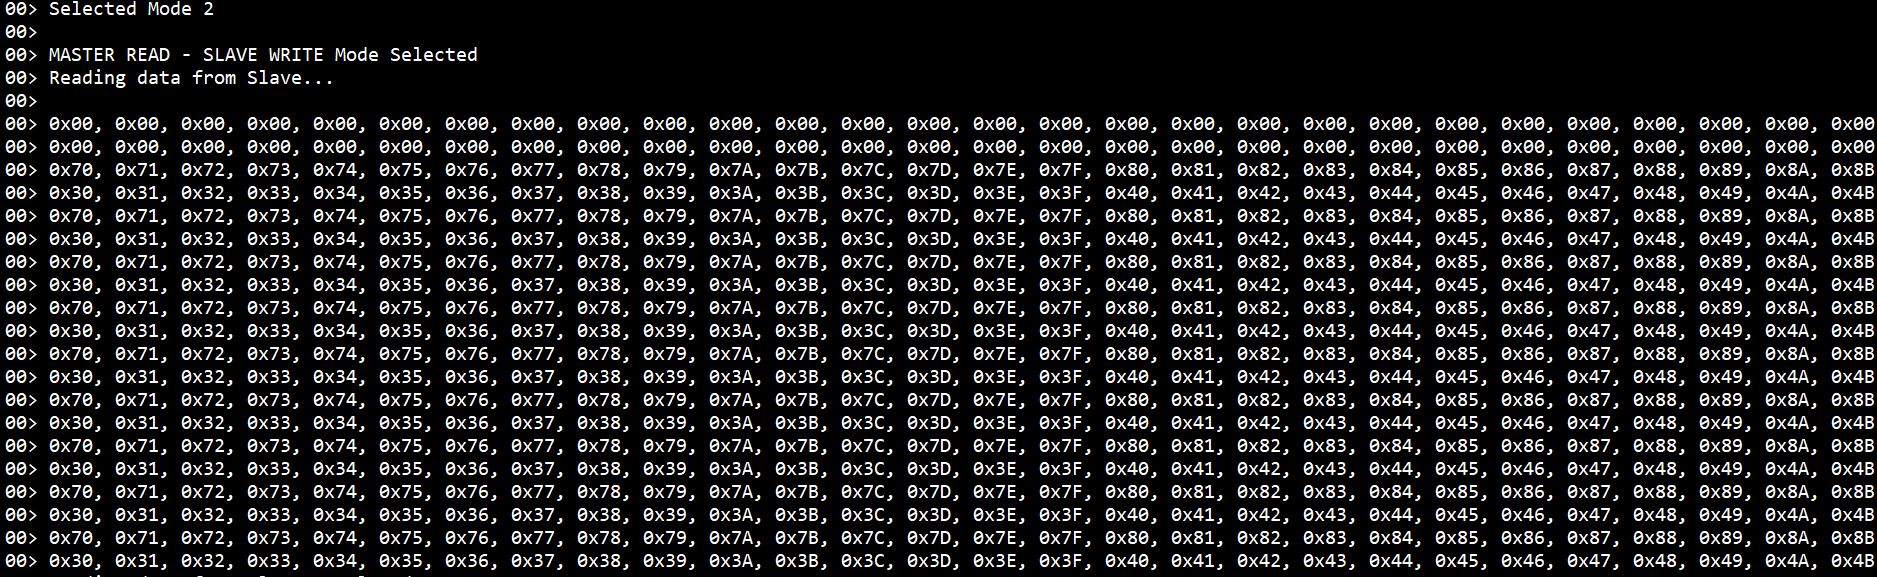 00> Selected Mode 2
00>
00> MASTER READ - SLAVE WRITE Mode Selected
00> Reading data from Slave...
00>
00> 0x00, 0x00, 0x00, 0x00, 0x00, 0x00, 0x00, 0x00, 0x00, 0x00, 0x00, 0x00, 0x00, 0x00, 0x00, 0x00, 0x00, 0x00, 0x00, 0x00, 0x00, 0x00, 0x00, 0x00, 0x00, 0x00, 0x00, 0x00
00> 0x00, 0x00, 0x00, 0x00, 0x00, 0x00, 0x00, 0x00, 0x00, 0x00, 0x00, 0x00, 0x00, 0x00, 0x00, 0x00, 0x00, 0x00, 0x00, 0x00, 0x00, 0x00, 0x00, 0x00, 0x00, 0x00, 0x00, 0x00
00> 0x70, 0x71, 0x72, 0x73, 0x74, 0x75, 0x76, 0x77, 0x78, 0x79, 0x7A, 0x7B, 0x7C, 0x7D, 0x7E, 0x7F, 0x80, 0x81, 0x82, 0x83, 0x84, 0x85, 0x86, 0x87, 0x88, 0x89, 0x8A, 0x8B
00> 0x30, 0x31, 0x32, 0x33, 0x34, 0x35, 0x36, 0x37, 0x38, 0x39, 0x3A, 0x3B, 0x3C, 0x3D, 0x3E, 0x3F, 0x40, 0x41, 0x42, 0x43, 0x44, 0x45, 0x46, 0x47, 0x48, 0x49, 0x4A, 0x4B
00> 0x70, 0x71, 0x72, 0x73, 0x74, 0x75, 0x76, 0x77, 0x78, 0x79, 0x7A, 0x7B, 0x7C, 0x7D, 0x7E, 0x7F, 0x80, 0x81, 0x82, 0x83, 0x84, 0x85, 0x86, 0x87, 0x88, 0x89, 0x8A, 0x8B
00> 0x30, 0x31, 0x32, 0x33, 0x34, 0x35, 0x36, 0x37, 0x38, 0x39, 0x3A, 0x3B, 0x3C, 0x3D, 0x3E, 0x3F, 0x40, 0x41, 0x42, 0x43, 0x44, 0x45, 0x46, 0x47, 0x48, 0x49, 0x4A, 0x4B
00> 0x70, 0x71, 0x72, 0x73, 0x74, 0x75, 0x76, 0x77, 0x78, 0x79, 0x7A, 0x7B, 0x7C, 0x7D, 0x7E, 0x7F, 0x80, 0x81, 0x82, 0x83, 0x84, 0x85, 0x86, 0x87, 0x88, 0x89, 0x8A, 0x8B
00> 0x30, 0x31, 0x32, 0x33, 0x34, 0x35, 0x36, 0x37, 0x38, 0x39, 0x3A, 0x3B, 0x3C, 0x3D, 0x3E, 0x3F, 0x40, 0x41, 0x42, 0x43, 0x44, 0x45, 0x46, 0x47, 0x48, 0x49, 0x4A, 0x4B
00> 0x70, 0x71, 0x72, 0x73, 0x74, 0x75, 0x76, 0x77, 0x78, 0x79, 0x7A, 0x7B, 0x7C, 0x7D, 0x7E, 0x7F, 0x80, 0x81, 0x82, 0x83, 0x84, 0x85, 0x86, 0x87, 0x88, 0x89, 0x8A, 0x8B
00> 0x30, 0x31, 0x32, 0x33, 0x34, 0x35, 0x36, 0x37, 0x38, 0x39, 0x3A, 0x3B, 0x3C, 0x3D, 0x3E, 0x3F, 0x40, 0x41, 0x42, 0x43, 0x44, 0x45, 0x46, 0x47, 0x48, 0x49, 0x4A, 0x4B
00> 0x70, 0x71, 0x72, 0x73, 0x74, 0x75, 0x76, 0x77, 0x78, 0x79, 0x7A, 0x7B, 0x7C, 0x7D, 0x7E, 0x7F, 0x80, 0x81, 0x82, 0x83, 0x84, 0x85, 0x86, 0x87, 0x88, 0x89, 0x8A, 0x8B
00> 0x30, 0x31, 0x32, 0x33, 0x34, 0x35, 0x36, 0x37, 0x38, 0x39, 0x3A, 0x3B, 0x3C, 0x3D, 0x3E, 0x3F, 0x40, 0x41, 0x42, 0x43, 0x44, 0x45, 0x46, 0x47, 0x48, 0x49, 0x4A, 0x4B
00> 0x70, 0x71, 0x72, 0x73, 0x74, 0x75, 0x76, 0x77, 0x78, 0x79, 0x7A, 0x7B, 0x7C, 0x7D, 0x7E, 0x7F, 0x80, 0x81, 0x82, 0x83, 0x84, 0x85, 0x86, 0x87, 0x88, 0x89, 0x8A, 0x8B
00> 0x30, 0x31, 0x32, 0x33, 0x34, 0x35, 0x36, 0x37, 0x38, 0x39, 0x3A, 0x3B, 0x3C, 0x3D, 0x3E, 0x3F, 0x40, 0x41, 0x42, 0x43, 0x44, 0x45, 0x46, 0x47, 0x48, 0x49, 0x4A, 0x4B
00> 0x70, 0x71, 0x72, 0x73, 0x74, 0x75, 0x76, 0x77, 0x78, 0x79, 0x7A, 0x7B, 0x7C, 0x7D, 0x7E, 0x7F, 0x80, 0x81, 0x82, 0x83, 0x84, 0x85, 0x86, 0x87, 0x88, 0x89, 0x8A, 0x8B
00> 0x30, 0x31, 0x32, 0x33, 0x34, 0x35, 0x36, 0x37, 0x38, 0x39, 0x3A, 0x3B, 0x3C, 0x3D, 0x3E, 0x3F, 0x40, 0x41, 0x42, 0x43, 0x44, 0x45, 0x46, 0x47, 0x48, 0x49, 0x4A, 0x4B
00> 0x70, 0x71, 0x72, 0x73, 0x74, 0x75, 0x76, 0x77, 0x78, 0x79, 0x7A, 0x7B, 0x7C, 0x7D, 0x7E, 0x7F, 0x80, 0x81, 0x82, 0x83, 0x84, 0x85, 0x86, 0x87, 0x88, 0x89, 0x8A, 0x8B
00> 0x30, 0x31, 0x32, 0x33, 0x34, 0x35, 0x36, 0x37, 0x38, 0x39, 0x3A, 0x3B, 0x3C, 0x3D, 0x3E, 0x3F, 0x40, 0x41, 0x42, 0x43, 0x44, 0x45, 0x46, 0x47, 0x48, 0x49, 0x4A, 0x4B
00> 0x70, 0x71, 0x72, 0x73, 0x74, 0x75, 0x76, 0x77, 0x78, 0x79, 0x7A, 0x7B, 0x7C, 0x7D, 0x7E, 0x7F, 0x80, 0x81, 0x82, 0x83, 0x84, 0x85, 0x86, 0x87, 0x88, 0x89, 0x8A, 0x8B
00> 0x30, 0x31, 0x32, 0x33, 0x34, 0x35, 0x36, 0x37, 0x38, 0x39, 0x3A, 0x3B, 0x3C, 0x3D, 0x3E, 0x3F, 0x40, 0x41, 0x42, 0x43, 0x44, 0x45, 0x46, 0x47, 0x48, 0x49, 0x4A, 0x4B